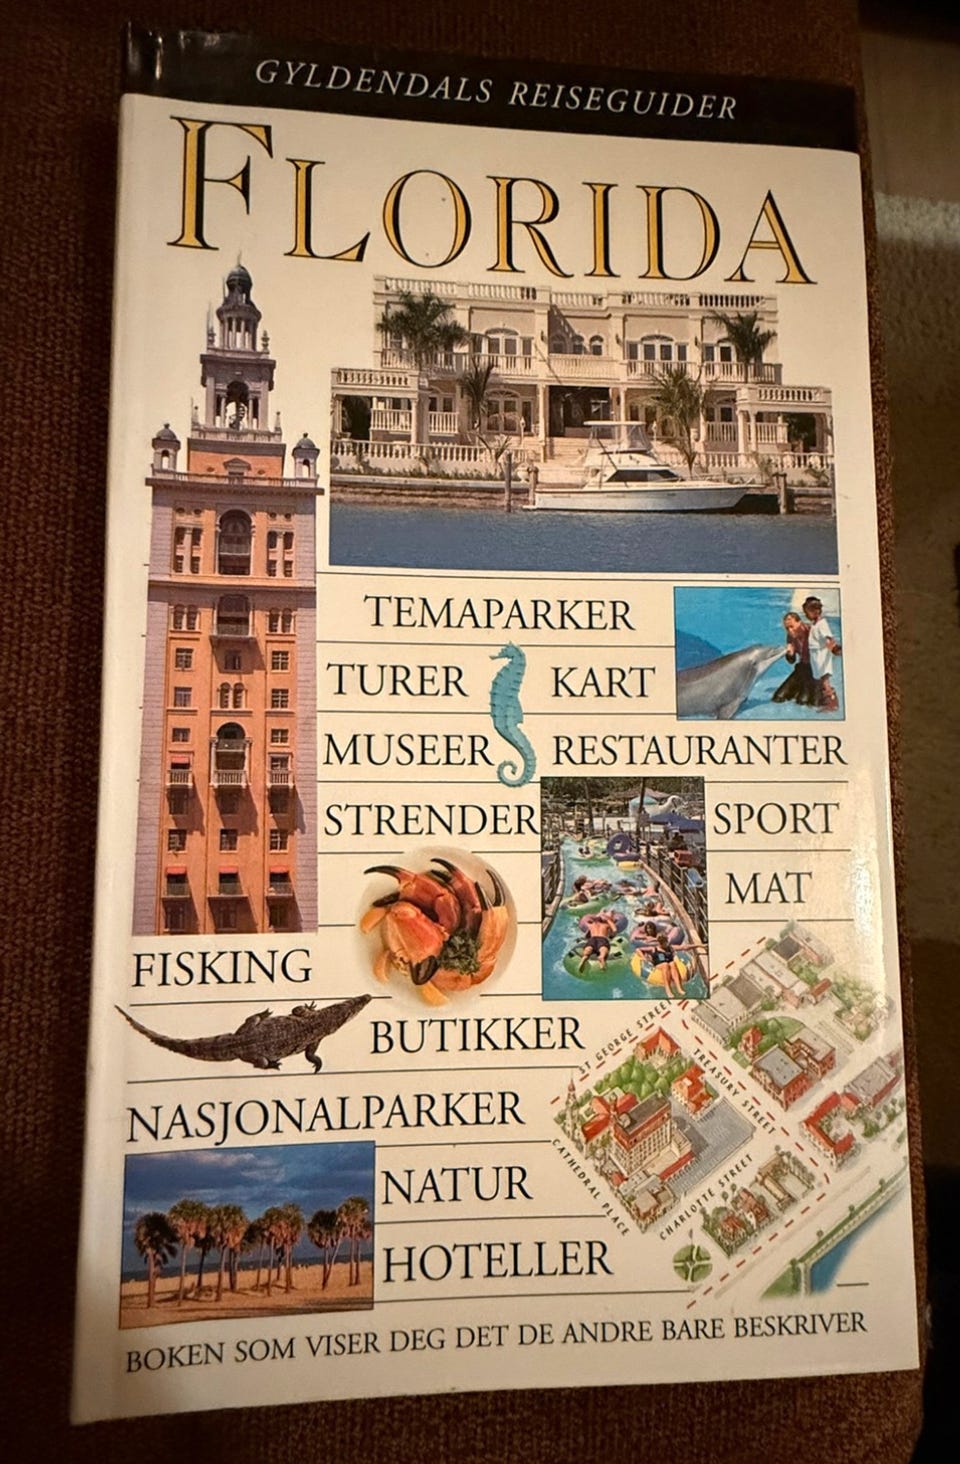 GYLDENDALS REISEGUIDER
FLORIDA
TEMAPARKER
TURER KART
MUSEER RESTAURANTER
STRENDER SPORT
MAT
FISKING
BUTIKKER
NASJONALPARKER
NATUR
HOTELLER
ST GEORGE STREET
TREASURY STREET
CATHEDRAL PLACE
CHARLOTTE STREET
BOKEN SOM VISER DEG DET DE ANDRE BARE BESKRIVER